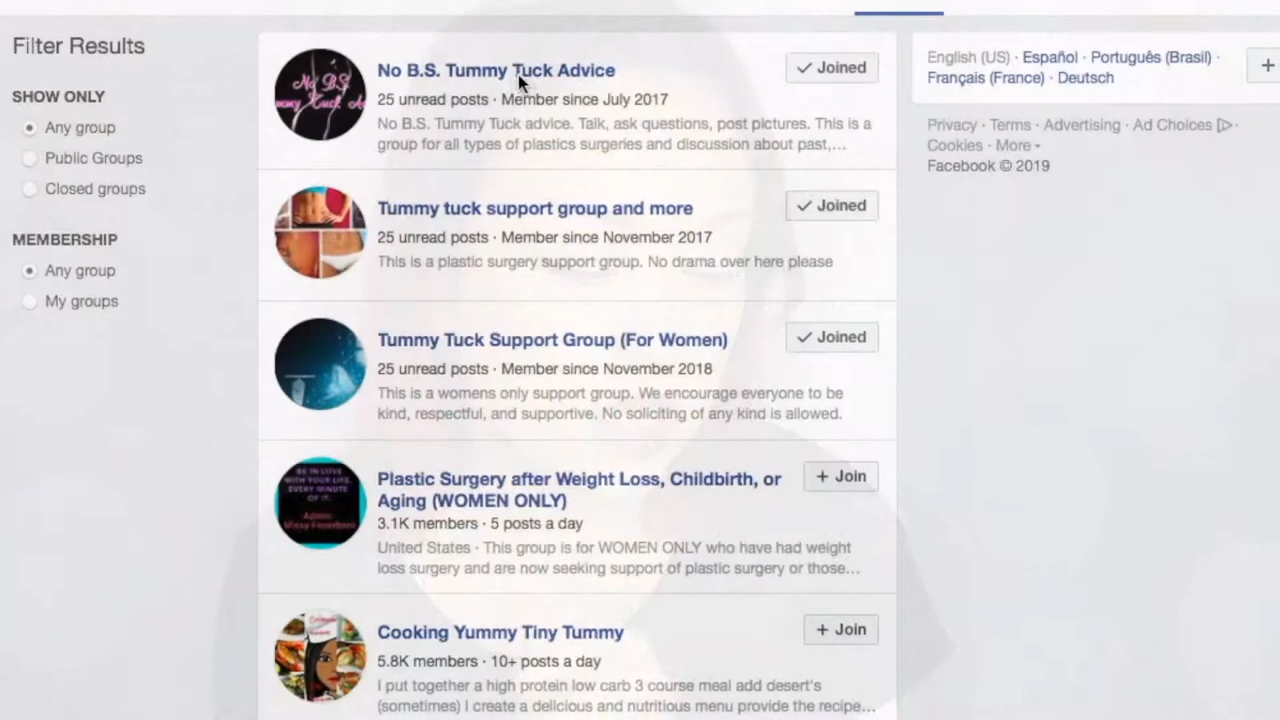 Filter Results
SHOW ONLY
Any group
Public Groups
Closed groups
MEMBERSHIP
Any group
My groups
No B.S. Tummy Tuck Advice
Joined
25 unread posts · Member since July 2017
No B.S. Tummy Tuck advice. Talk, ask questions, post pictures. This is a
group for all types of plastics surgeries and discussion about past,...
Tummy tuck support group and more
Joined
25 unread posts · Member since November 2017
This is a plastic surgery support group. No drama over here please
Tummy Tuck Support Group (For Women)
Joined
25 unread posts · Member since November 2018
This is a womens only support group. We encourage everyone to be
kind, respectful, and supportive. No soliciting of any kind is allowed.
BE IN LOVE
WITH YOUR LIFE.
EVERY MINUTE
OF IT.
Plastic Surgery after Weight Loss, Childbirth, or
Aging (WOMEN ONLY)
+ Join
3.1K members · 5 posts a day
United States · This group is for WOMEN ONLY who have had weight
loss surgery and are now seeking support of plastic surgery or those...
Cooking Yummy Tiny Tummy
+ Join
5.8K members · 10+ posts a day
I put together a high protein low carb 3 course meal add desert's
(sometimes) I create a delicious and nutritious menu provide the recipe...
English (US) · Español · Português (Brasil) ·
Français (France) · Deutsch
+
Privacy · Terms · Advertising · Ad Choices ·
Cookies · More
Facebook © 2019